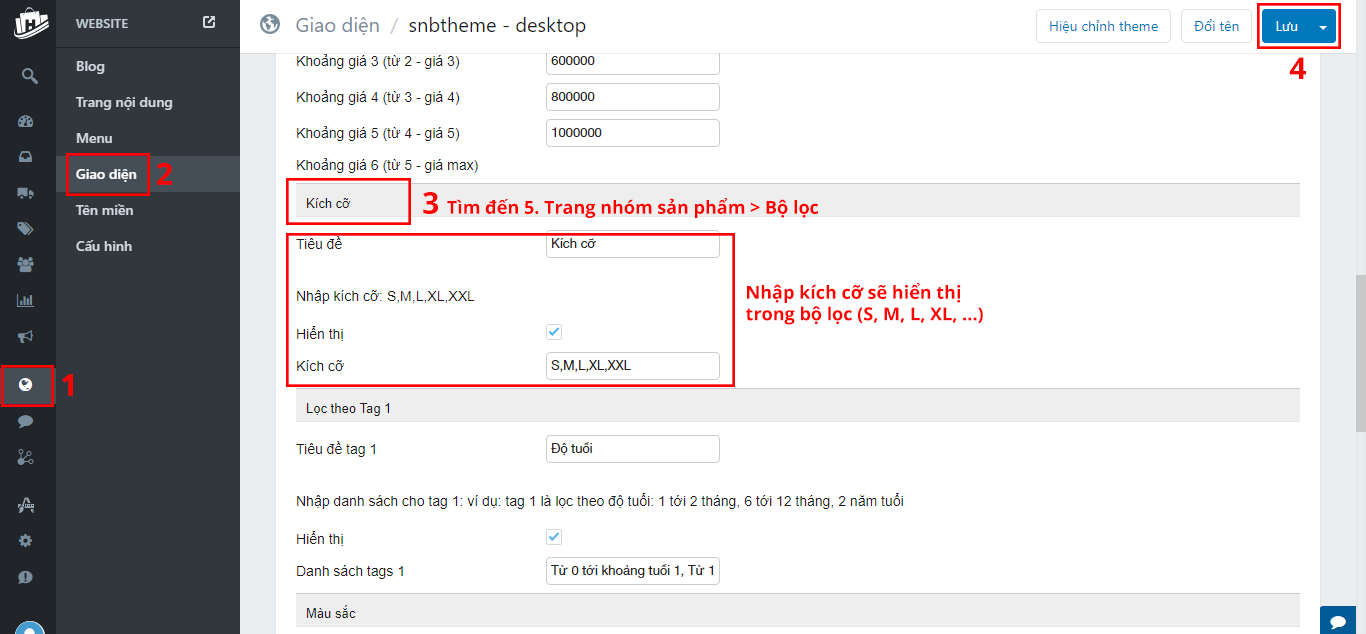 WEBSITE
Blog
Trang nội dung
Menu
Giao diện
2
Tên miền
Cấu hình
1
Giao diện / snbtheme - desktop
Hiệu chỉnh theme
Đổi tên
Lưu
4
Khoảng giá 3 (từ 2 - giá 3) 600000
Khoảng giá 4 (từ 3 - giá 4) 800000
Khoảng giá 5 (từ 4 - giá 5) 1000000
Khoảng giá 6 (từ 5 - giá max)
Kích cỡ
3 Tìm đến 5. Trang nhóm sản phẩm > Bộ lọc
Tiêu đề Kích cỡ
Nhập kích cỡ: S,M,L,XL,XXL
Hiển thị
Kích cỡ S,M,L,XL,XXL
Nhập kích cỡ sẽ hiển thị
trong bộ lọc (S, M, L, XL, ...)
Lọc theo Tag 1
Tiêu đề tag 1 Độ tuổi
Nhập danh sách cho tag 1: ví dụ: tag 1 là lọc theo độ tuổi: 1 tới 2 tháng, 6 tới 12 tháng, 2 năm tuổi
Hiển thị
Danh sách tags 1 Từ 0 tới khoảng tuổi 1, Từ 1
Màu sắc